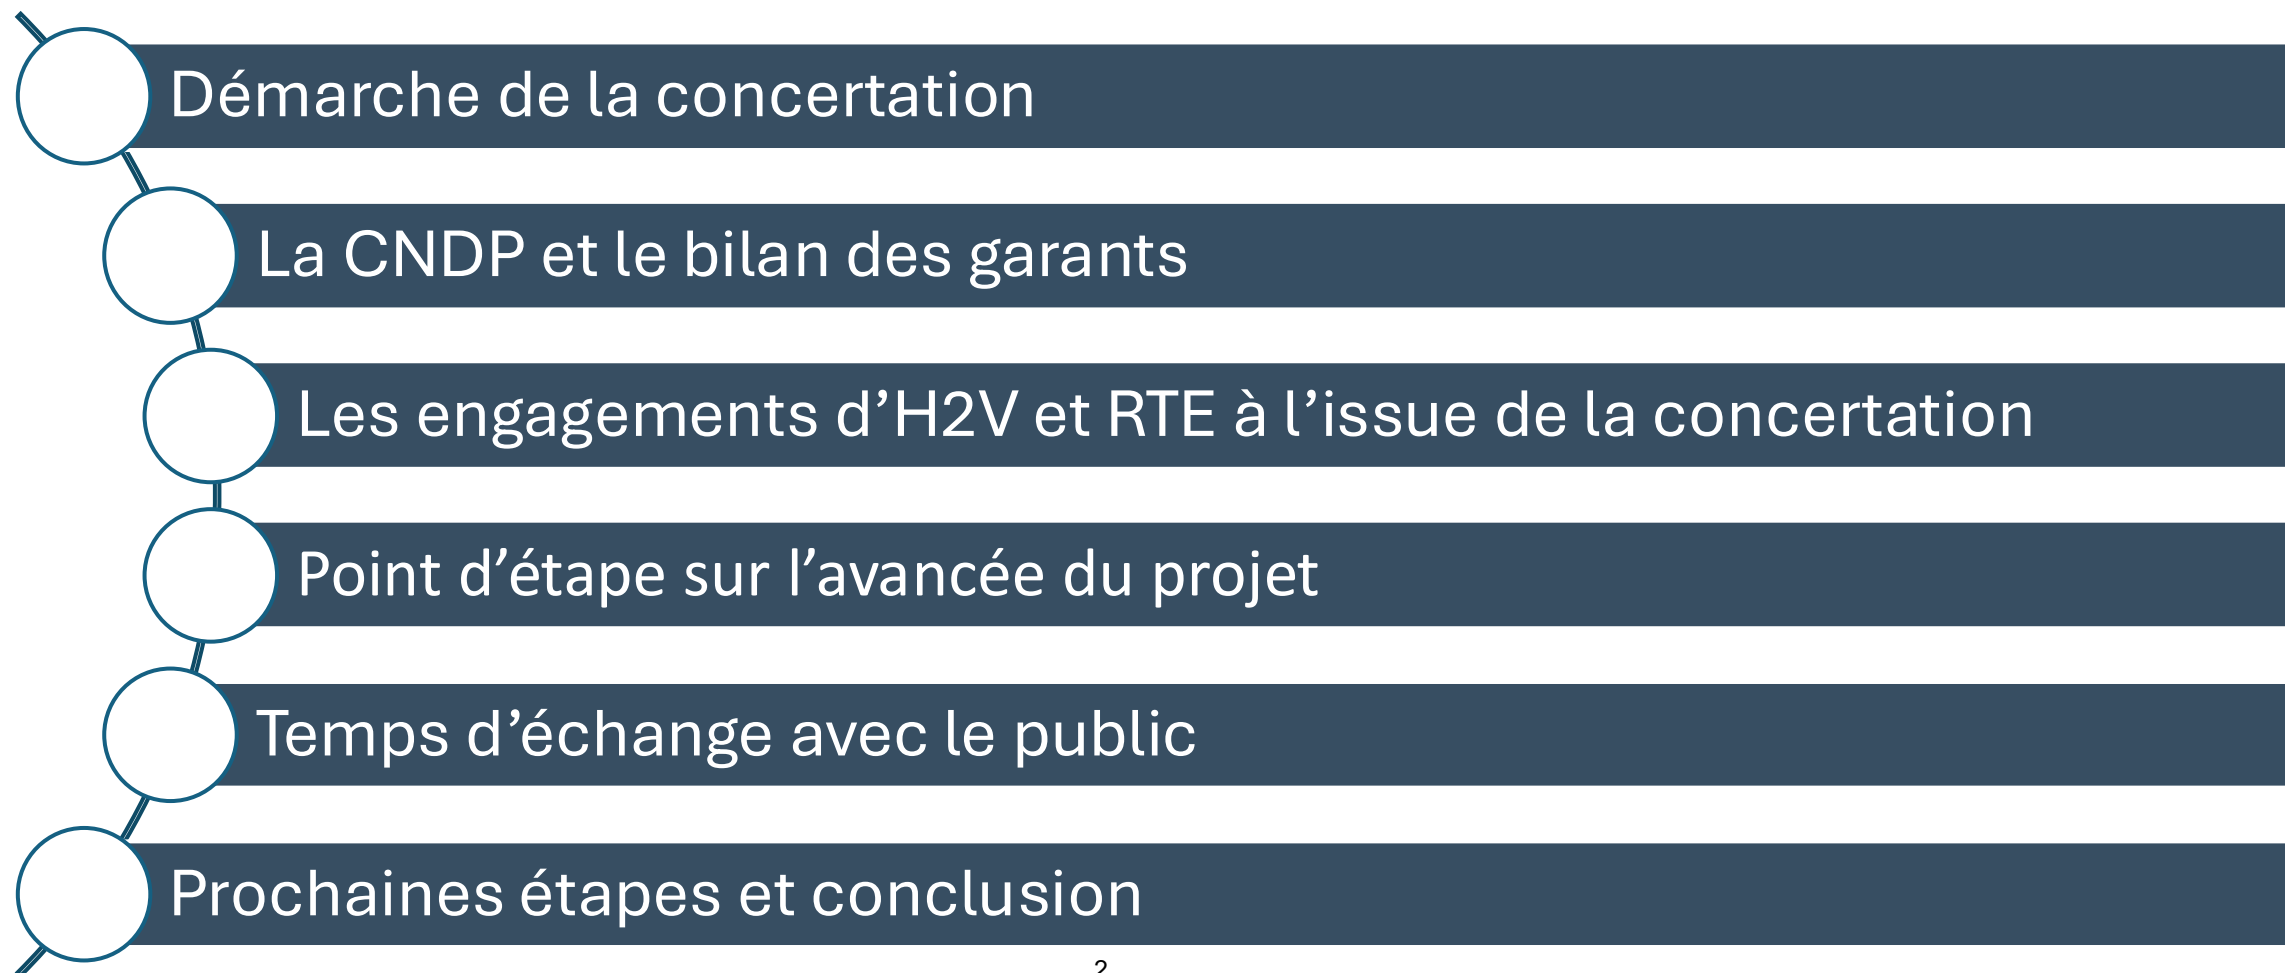 Démarche de la concertation
La CNDP et le bilan des garants
Les engagements d’H2V et RTE à l’issue de la concertation
Point d’étape sur l’avancée du projet
Temps d’échange avec le public
Prochaines étapes et conclusion
2